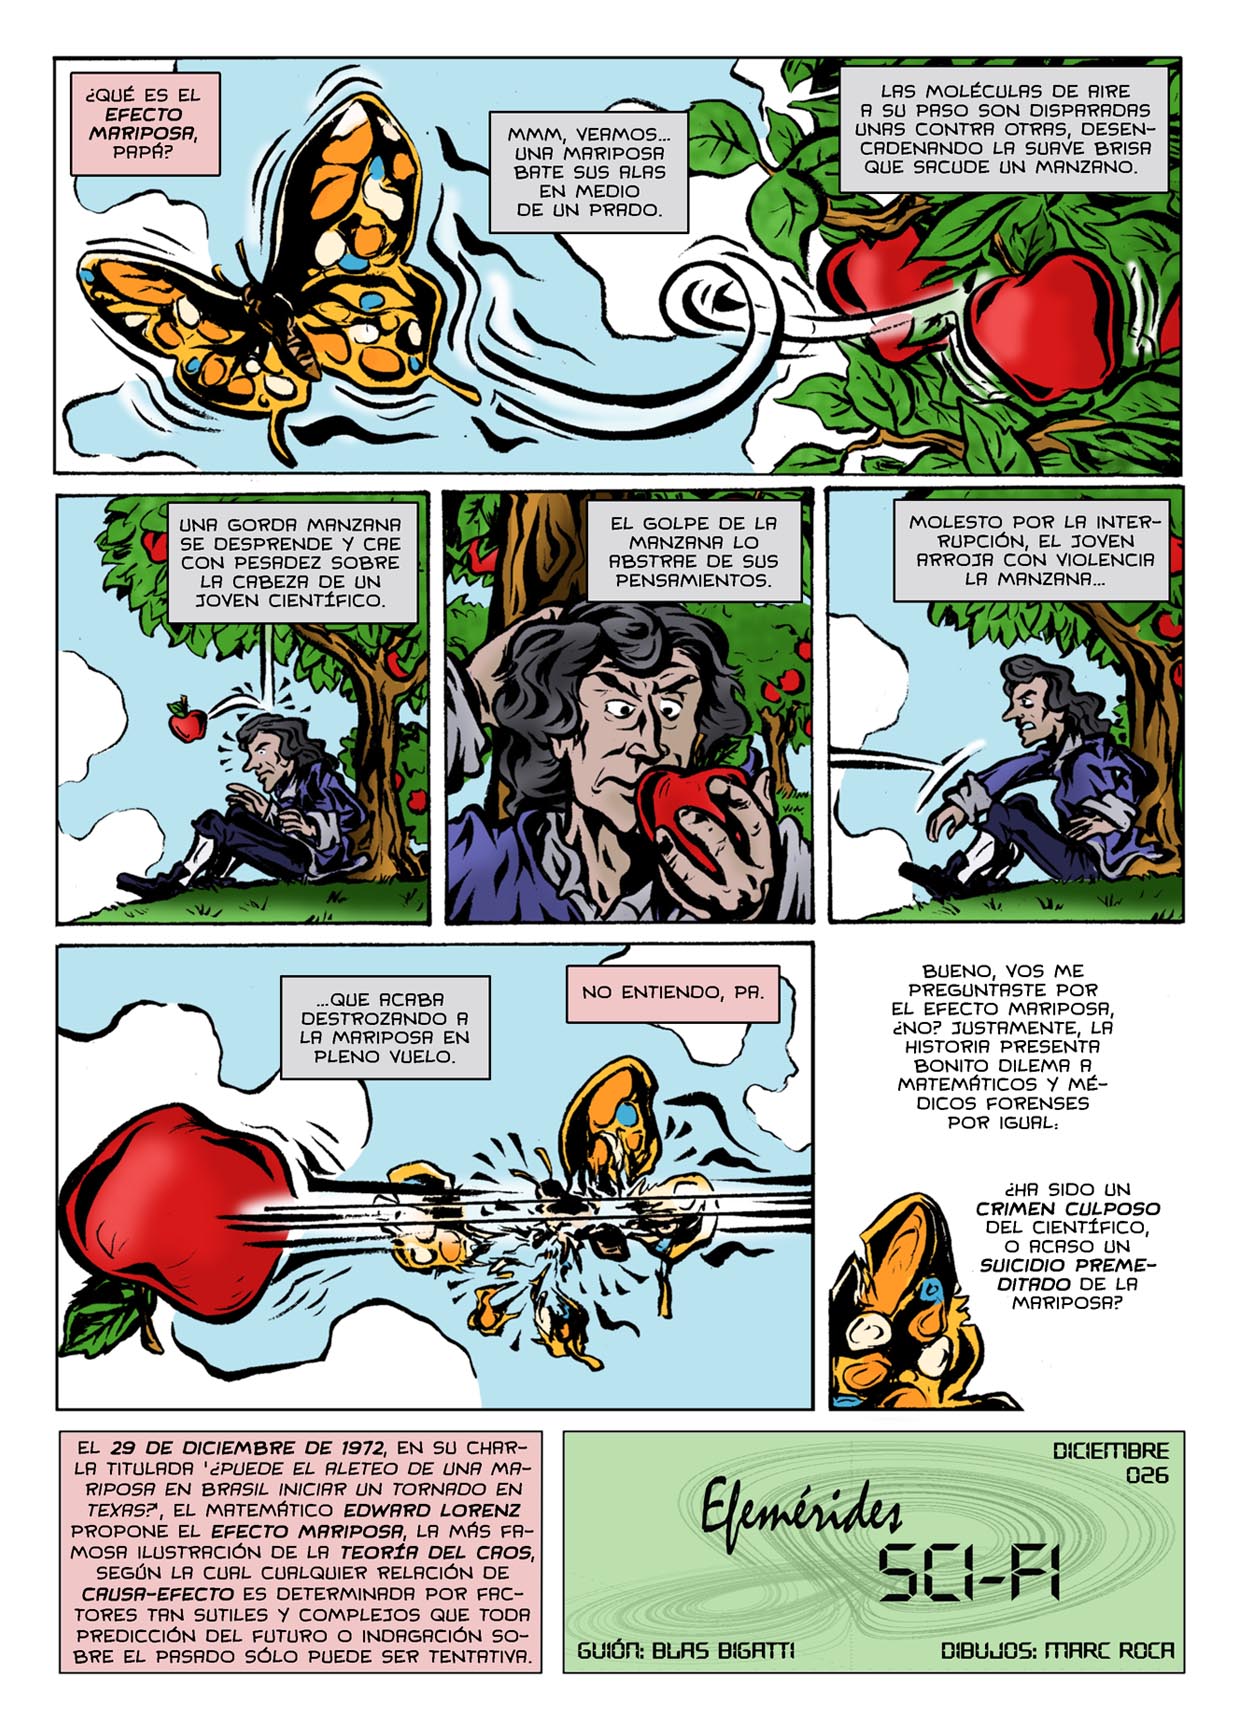 ¿QUÉ ES EL
EFECTO
MARIPOSA,
PAPÁ?
MMM, VEAMOS...
UNA MARIPOSA
BATE SUS ALAS
EN MEDIO
DE UN PRADO.
LAS MOLÉCULAS DE AIRE
A SU PASO SON DISPARADAS
UNAS CONTRA OTRAS, DESEN-
CADENANDO LA SUAVE BRISA
QUE SACUDE UN MANZANO.
UNA GORDA MANZANA
SE DESPRENDE Y CAE
CON PESADEZ SOBRE
LA CABEZA DE UN
JOVEN CIENTÍFICO.
EL GOLPE DE LA
MANZANA LO
ABSTRAE DE SUS
PENSAMIENTOS.
MOLESTO POR LA INTER-
RUPCIÓN, EL JOVEN
ARROJA CON VIOLENCIA
LA MANZANA...
...QUE ACABA
DESTROZANDO A
LA MARIPOSA EN
PLENO VUELO.
NO ENTIENDO, PA.
BUENO, VOS ME
PREGUNTASTE POR
EL EFECTO MARIPOSA,
¿NO? JUSTAMENTE, LA
HISTORIA PRESENTA
BONITO DILEMA A
MATEMÁTICOS Y MÉ-
DICOS FORENSES
POR IGUAL:
¿HA SIDO UN
CRIMEN CULPOSO
DEL CIENTÍFICO,
O ACASO UN
SUICIDIO PREME-
DITADO DE LA
MARIPOSA?
EL 29 DE DICIEMBRE DE 1972, EN SU CHAR-
LA TITULADA '¿PUEDE EL ALETEO DE UNA MA-
RIPOSA EN BRASIL INICIAR UN TORNADO EN
TEXAS?', EL MATEMÁTICO EDWARD LORENZ
PROPONE EL EFECTO MARIPOSA, LA MÁS FA-
MOSA ILUSTRACIÓN DE LA TEORÍA DEL CAOS,
SEGÚN LA CUAL CUALQUIER RELACIÓN DE
CAUSA-EFECTO ES DETERMINADA POR FAC-
TORES TAN SUTILES Y COMPLEJOS QUE TODA
PREDICCIÓN DEL FUTURO O INDAGACIÓN SO-
BRE EL PASADO SÓLO PUEDE SER TENTATIVA.
DICIEMBRE
026
Efemérides
SCI-FI
GUIÓN: BLAS BIGATTI
DIBUJOS: MARC ROCA